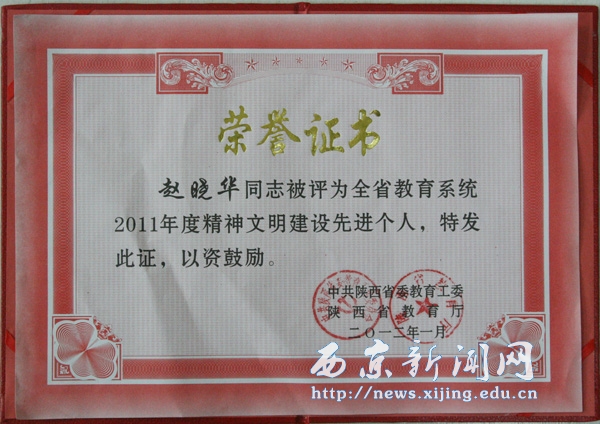 荣誉证书
赵晓华同志被评为全省教育系统
2011年度精神文明建设先进个人，特发
此证，以资鼓励。
中共陕西省委教育工委
陕西省教育厅
二〇一二年一月
西京新闻网
http://news.xijing.edu.cn